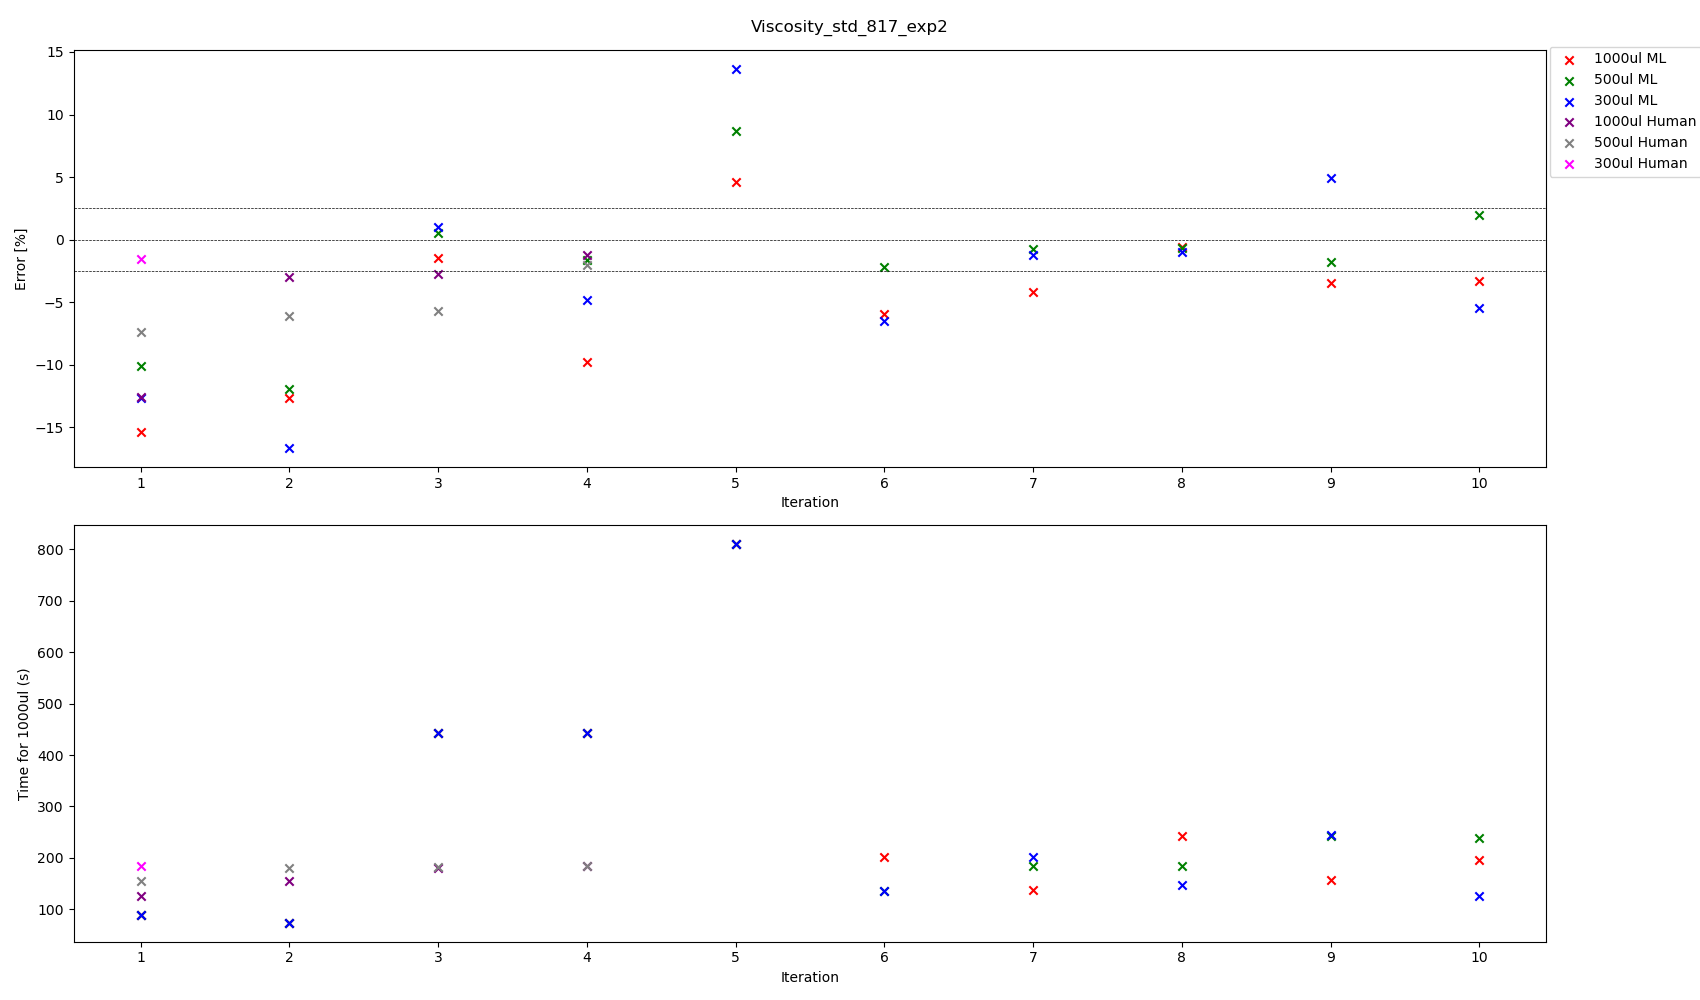 Viscosity_std_817_exp2
15
10
5
0
−5
−10
−15
Error [%]
1 2 3 4 5 6 7 8 9 10
Iteration
1000ul ML
500ul ML
300ul ML
1000ul Human
500ul Human
300ul Human
800
700
600
500
400
300
200
100
Time for 1000ul (s)
1 2 3 4 5 6 7 8 9 10
Iteration